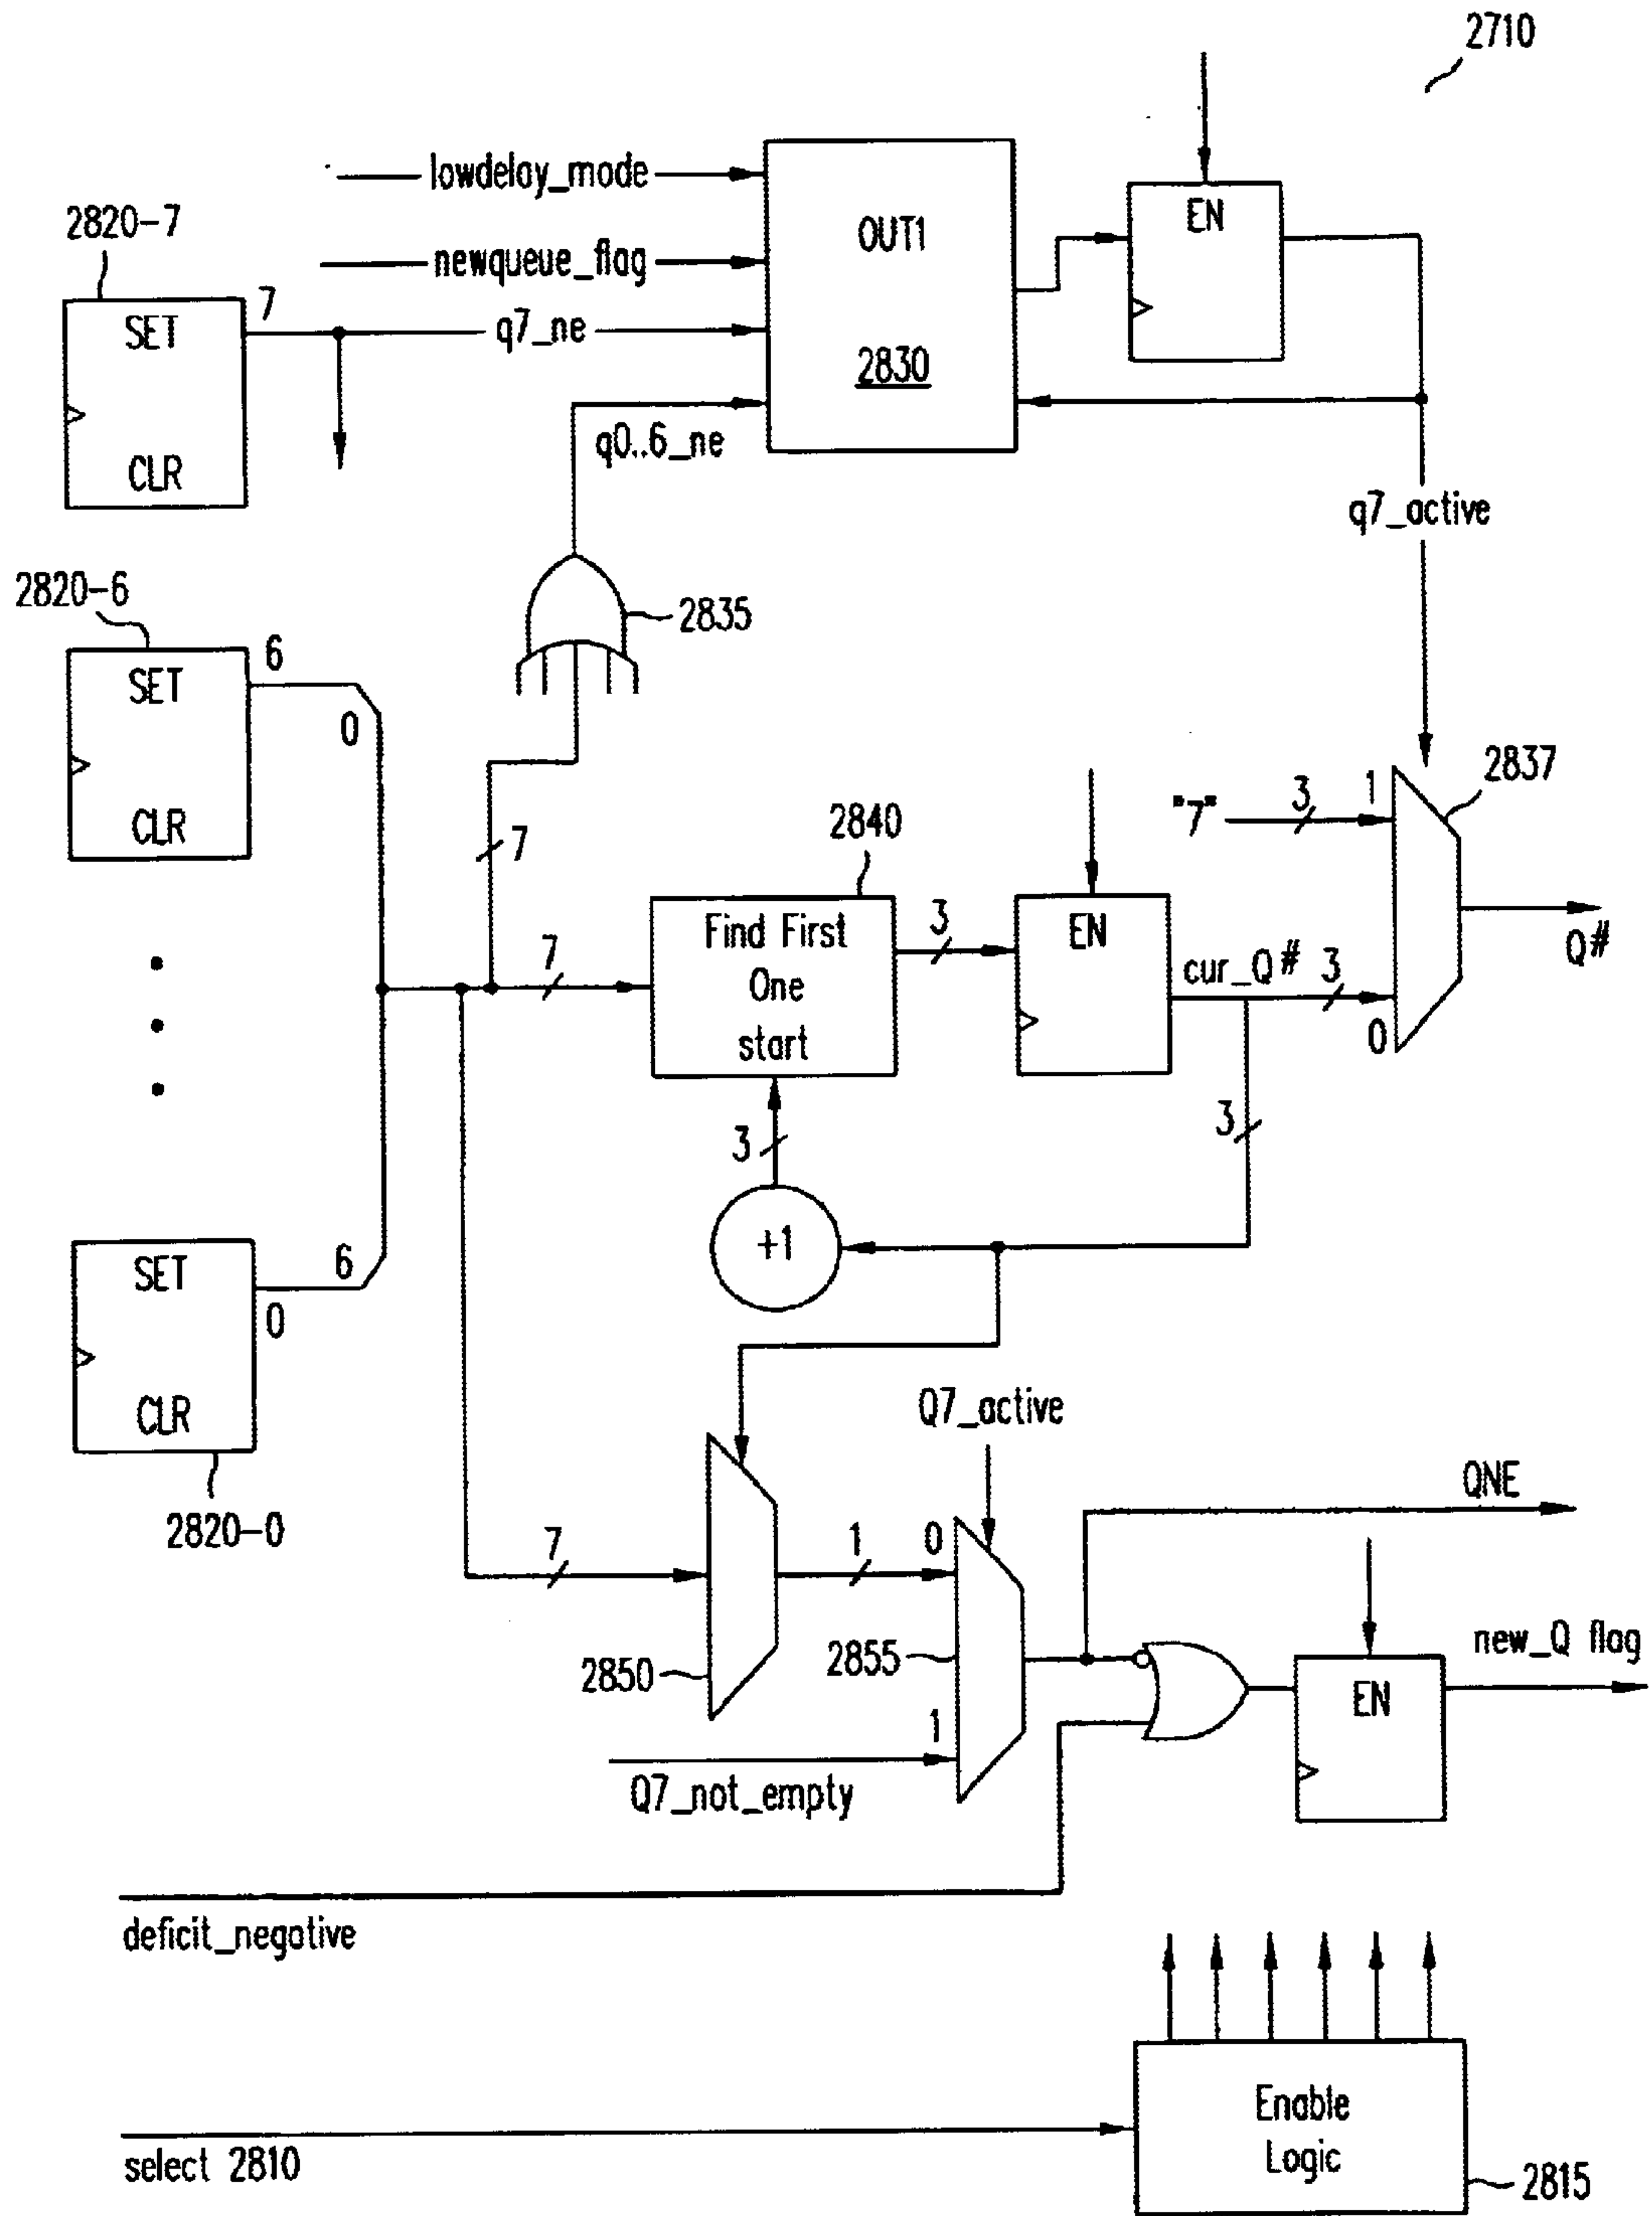 2710
lowdelay_mode
newqueue_flag
q7_ne
q0..6_ne
OUT1
2830
EN
2820-7
7
SET
CLR
q7_active
2820-6
6
0
SET
CLR
2835
7
2837
"7"
3
1
2840
Find First
One
start
7
3
EN
cur_Q#
3
0
Q#
3
3
+1
6
0
SET
CLR
2820-0
Q7_active
QNE
7
1
0
2850
2855
1
Q7_not_empty
new_Q flag
EN
deficit_negative
select 2810
Enable
Logic
2815